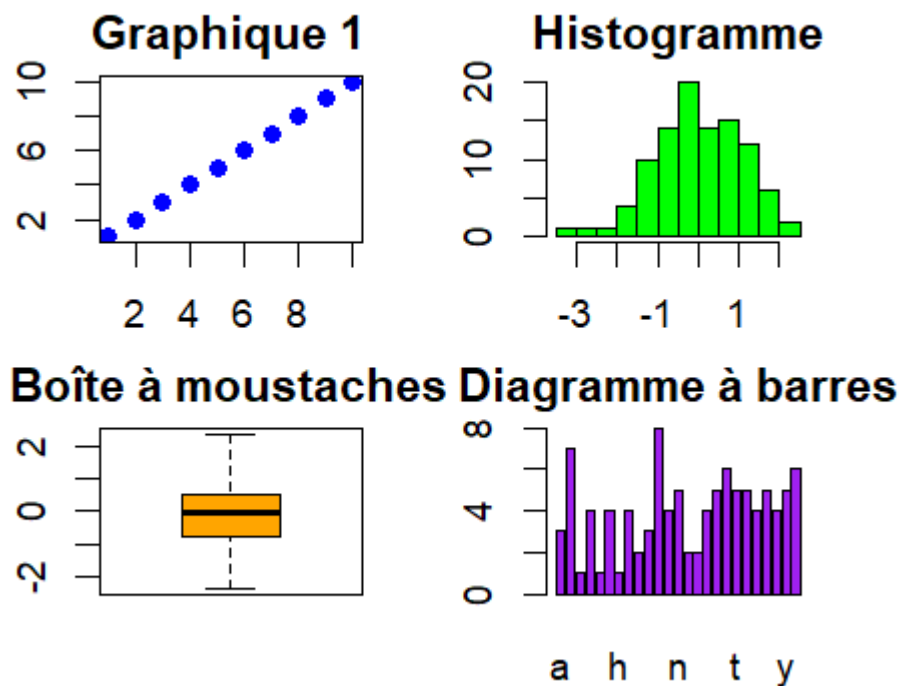 Graphique 1
10
6
2
2 4 6 8
Histogramme
20
10
0
-3 -1 1
Boîte à moustaches
2
0
-2
Diagramme à barres
8
4
0
a h n t y